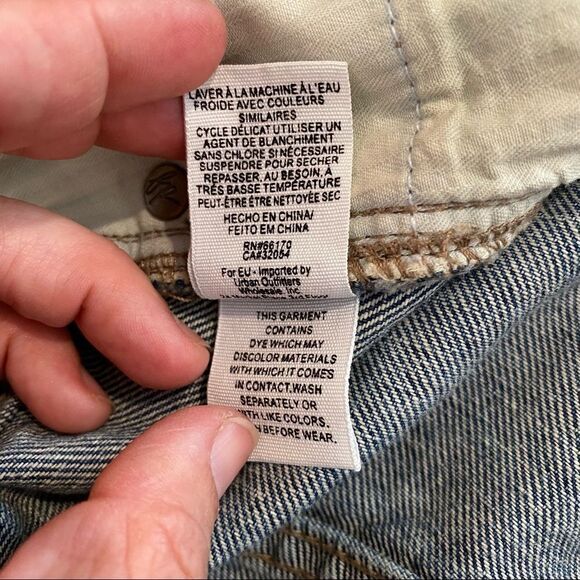 LAVER À LA MACHINE À L'EAU
FROIDE AVEC COULEURS
SIMILAIRES
CYCLE DÉLICAT UTILISER UN
AGENT DE BLANCHIMENT
SANS CHLORE SI NÉCESSAIRE
SUSPENDRE POUR SECHER
REPASSER, AU BESOIN, À
TRÈS BASSE TEMPÉRATURE
PEUT-ÊTRE ÊTRE NETTOYÉE SEC
HECHO EN CHINA/
FEITO EM CHINA
RN#66170
CA#32054
For EU - Imported by
Urban Outfitters
Wholesale, Inc
THIS GARMENT
CONTAINS
DYE WHICH MAY
DISCOLOR MATERIALS
WITH WHICH IT COMES
IN CONTACT. WASH
SEPARATELY OR
WITH LIKE COLORS.
BEFORE WEAR.